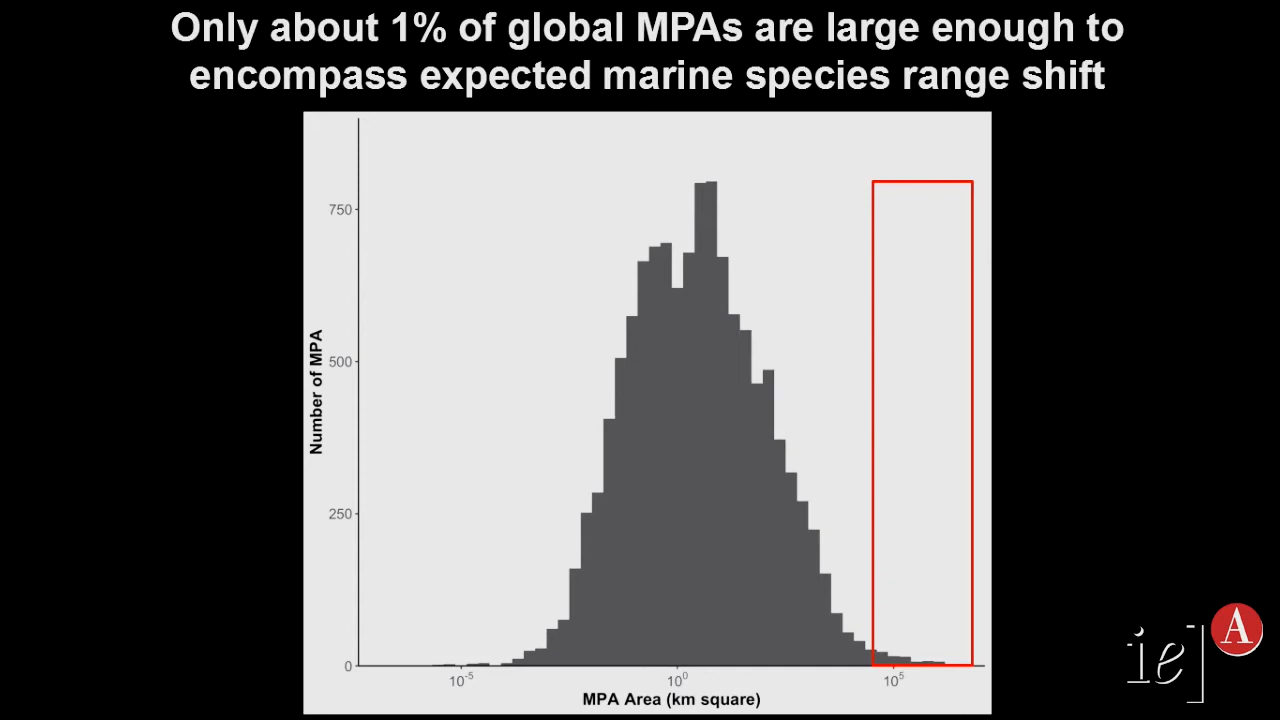 Only about 1% of global MPAs are large enough to
encompass expected marine species range shift
750
500
250
0
Number of MPA
10⁻⁵
10⁰
10⁵
MPA Area (km square)
ie]
A